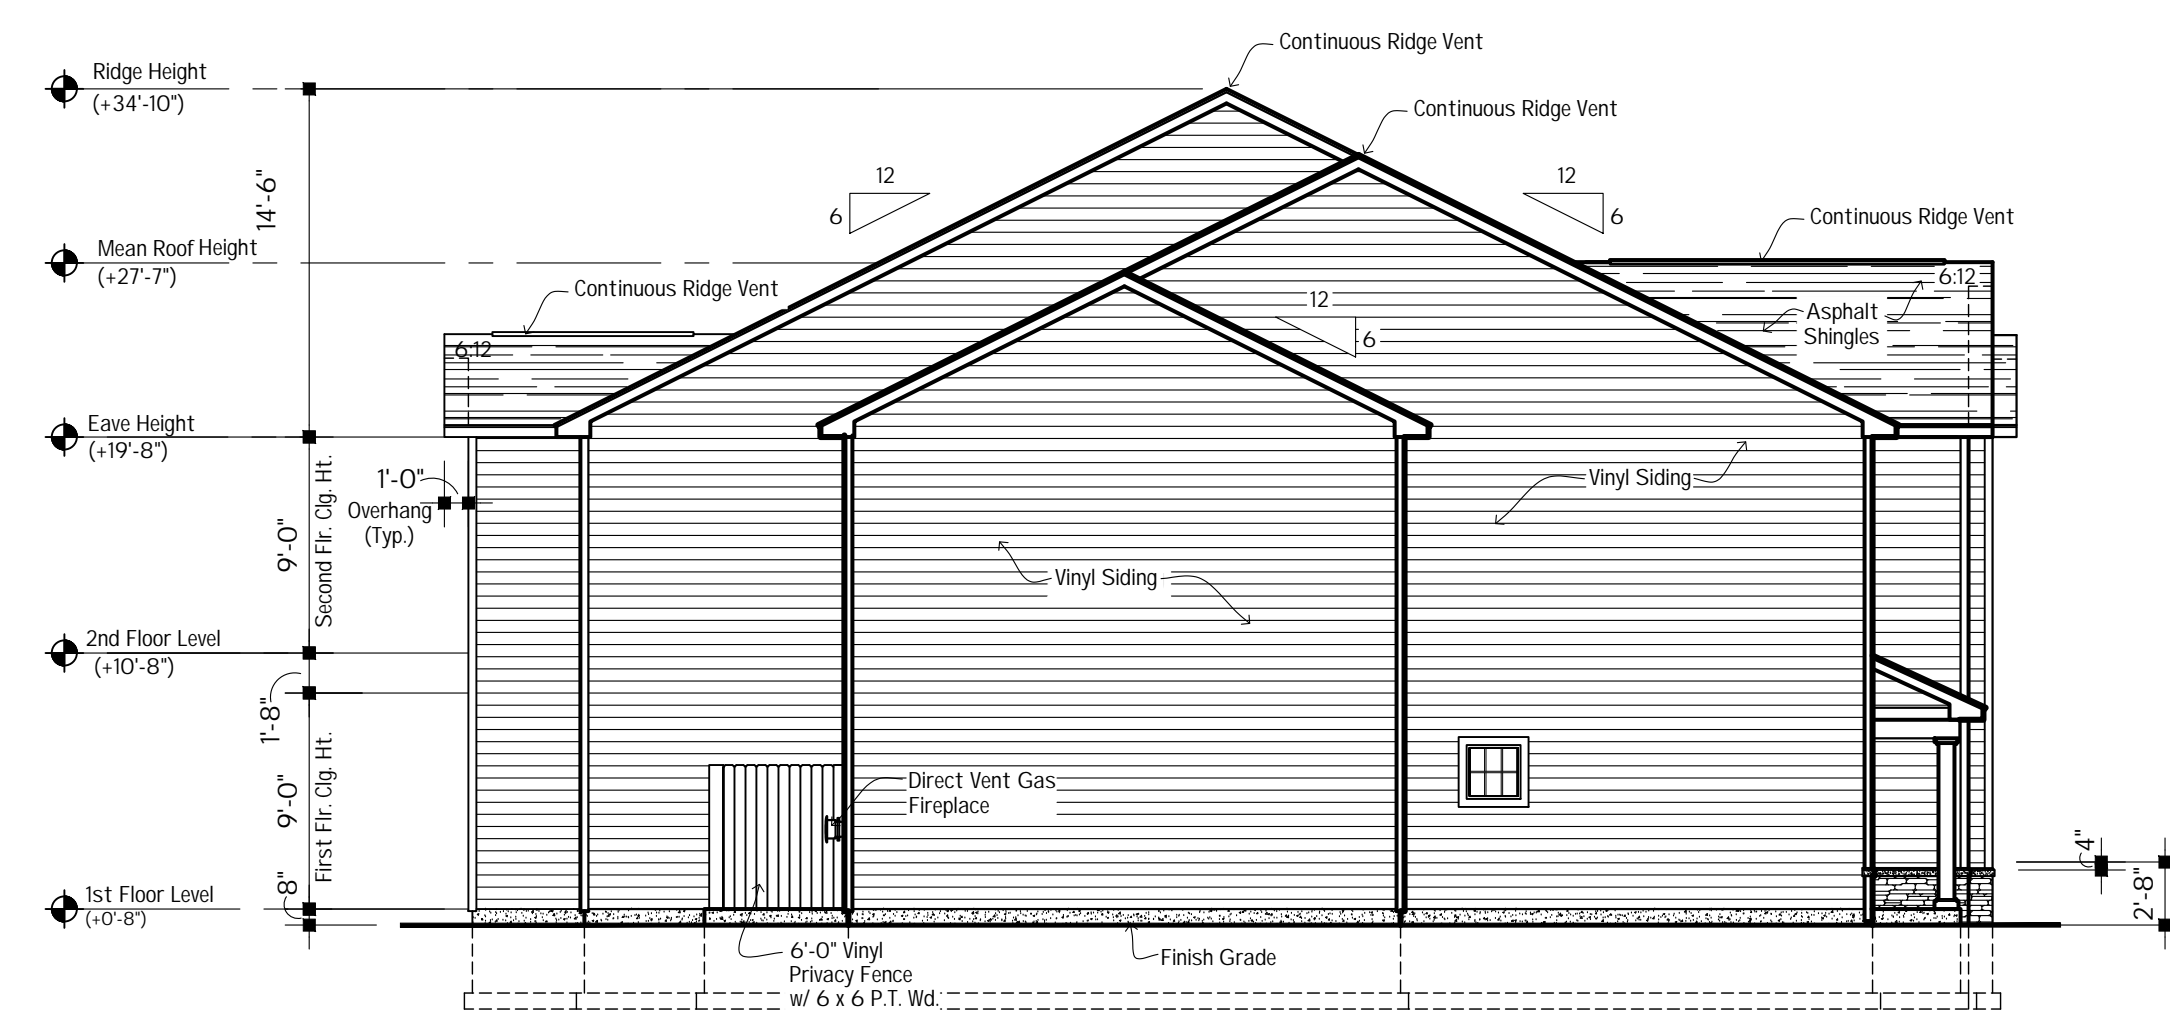 Continuous Ridge Vent
Ridge Height
(+34'-10")
Continuous Ridge Vent
12
6
12
6
14'-6"
Continuous Ridge Vent
Mean Roof Height
(+27'-7")
6:12
Continuous Ridge Vent
12
6
Asphalt
Shingles
6:12
Eave Height
(+19'-8")
1'-0"
Overhang
(Typ.)
Vinyl Siding
9'-0"
Second Flr. Clg. Ht.
Vinyl Siding
2nd Floor Level
(+10'-8")
1'-8"
9'-0"
First Flr. Clg. Ht.
Direct Vent Gas
Fireplace
4"
2'-8"
8"
1st Floor Level
(+0'-8")
6'-0" Vinyl
Privacy Fence
w/ 6 x 6 P.T. Wd.
Finish Grade